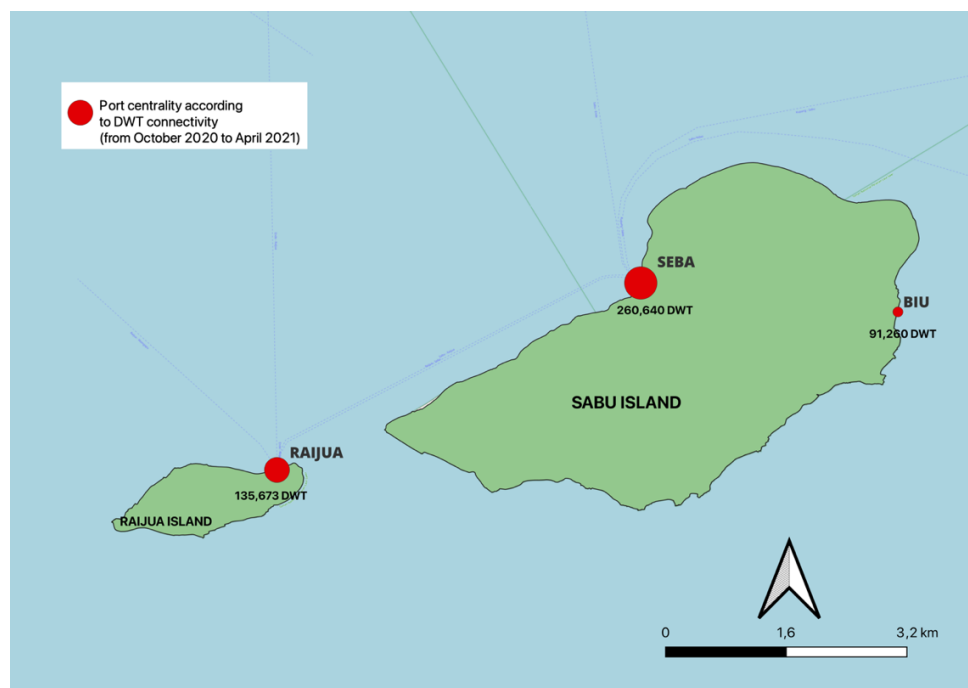 Port centrality according
to DWT connectivity
(from October 2020 to April 2021)
SEBA
260,640 DWT
BIU
91,260 DWT
SABU ISLAND
RAIJUA
135,673 DWT
RAIJUA ISLAND
0 1,6 3,2 km